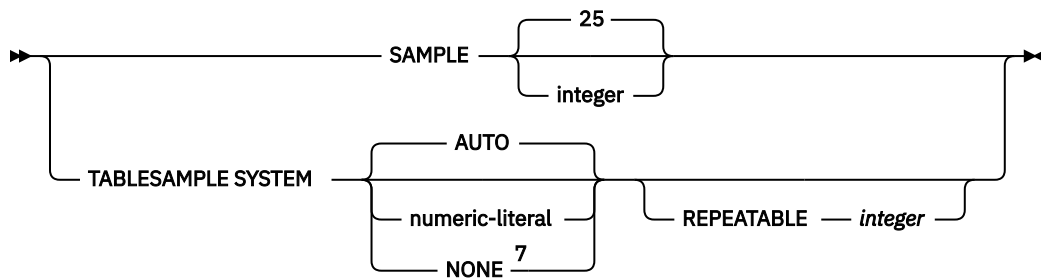 25
SAMPLE
integer
AUTO
TABLESAMPLE SYSTEM
numeric-literal
REPEATABLE integer
NONE 7